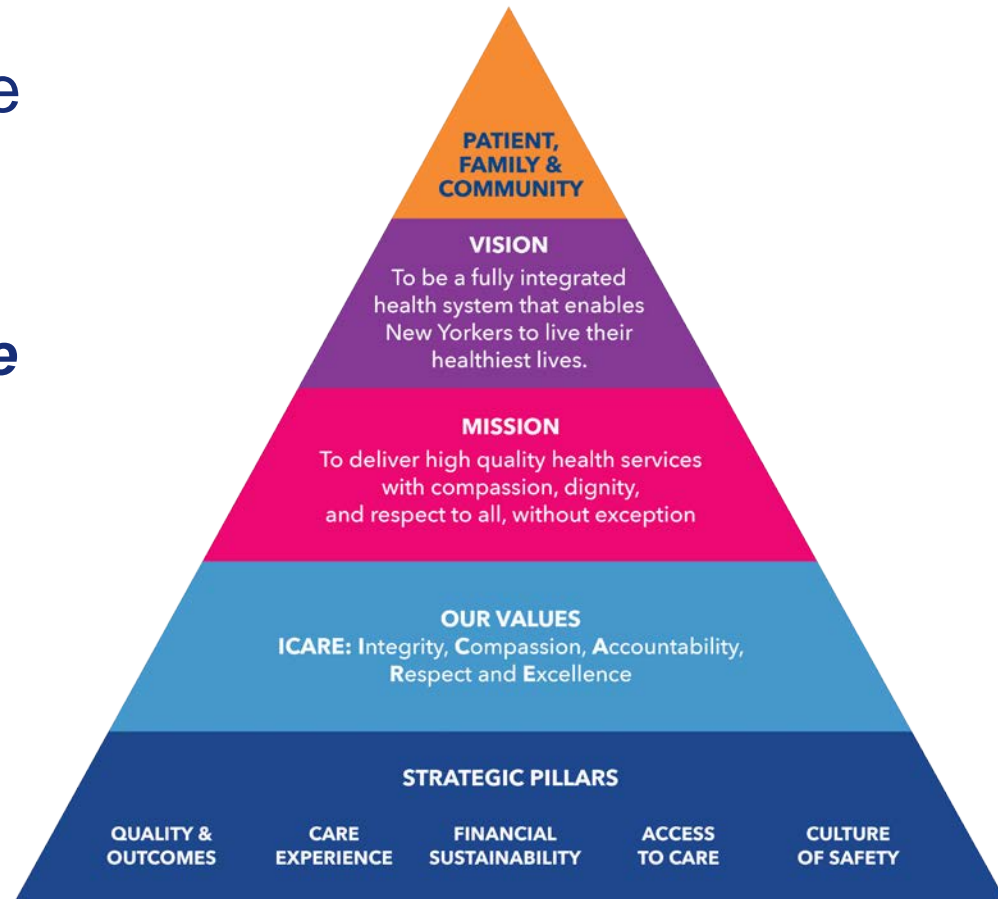 e
e
PATIENT,
FAMILY &
COMMUNITY
VISION
To be a fully integrated
health system that enables
New Yorkers to live their
healthiest lives.
MISSION
To deliver high quality health services
with compassion, dignity,
and respect to all, without exception
OUR VALUES
ICARE: Integrity, Compassion, Accountability,
Respect and Excellence
STRATEGIC PILLARS
QUALITY &
OUTCOMES
CARE
EXPERIENCE
FINANCIAL
SUSTAINABILITY
ACCESS
TO CARE
CULTURE
OF SAFETY